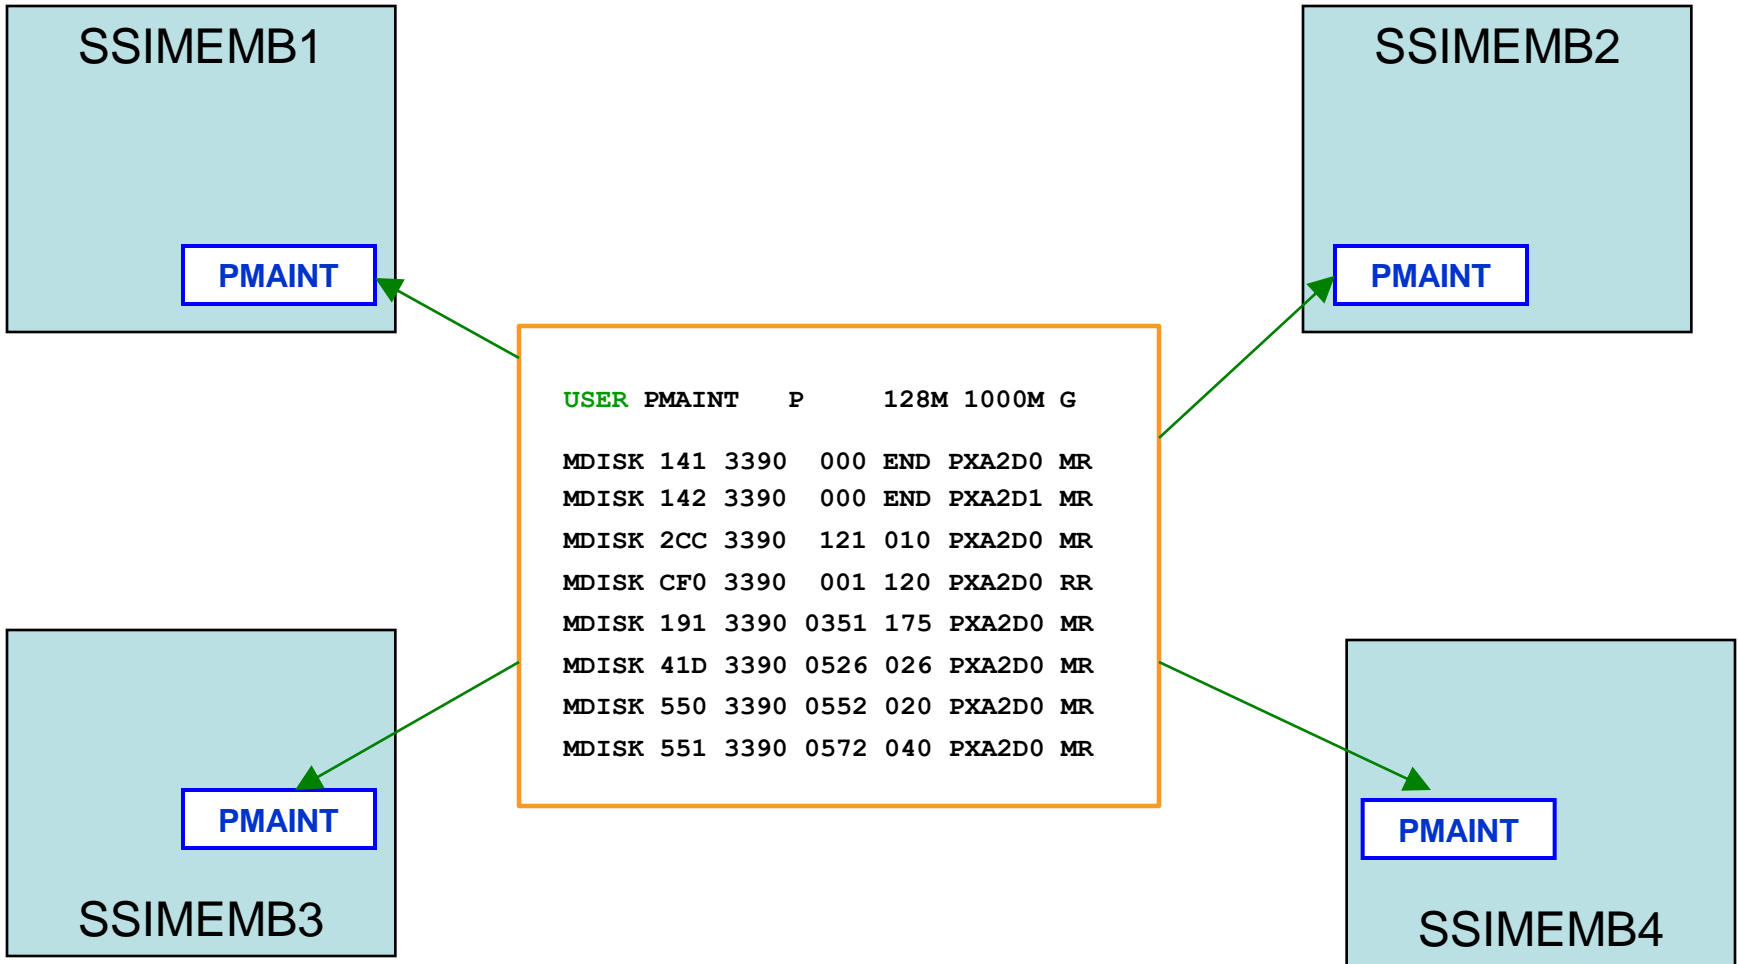 SSIMEMB1
SSIMEMB2
PMAINT
PMAINT
USER PMAINT P 128M 1000M G
MDISK 141 3390 000 END PXA2D0 MR
MDISK 142 3390 000 END PXA2D1 MR
MDISK 2CC 3390 121 010 PXA2D0 MR
MDISK CF0 3390 001 120 PXA2D0 RR
MDISK 191 3390 0351 175 PXA2D0 MR
MDISK 41D 3390 0526 026 PXA2D0 MR
MDISK 550 3390 0552 020 PXA2D0 MR
MDISK 551 3390 0572 040 PXA2D0 MR
PMAINT
PMAINT
SSIMEMB3
SSIMEMB4